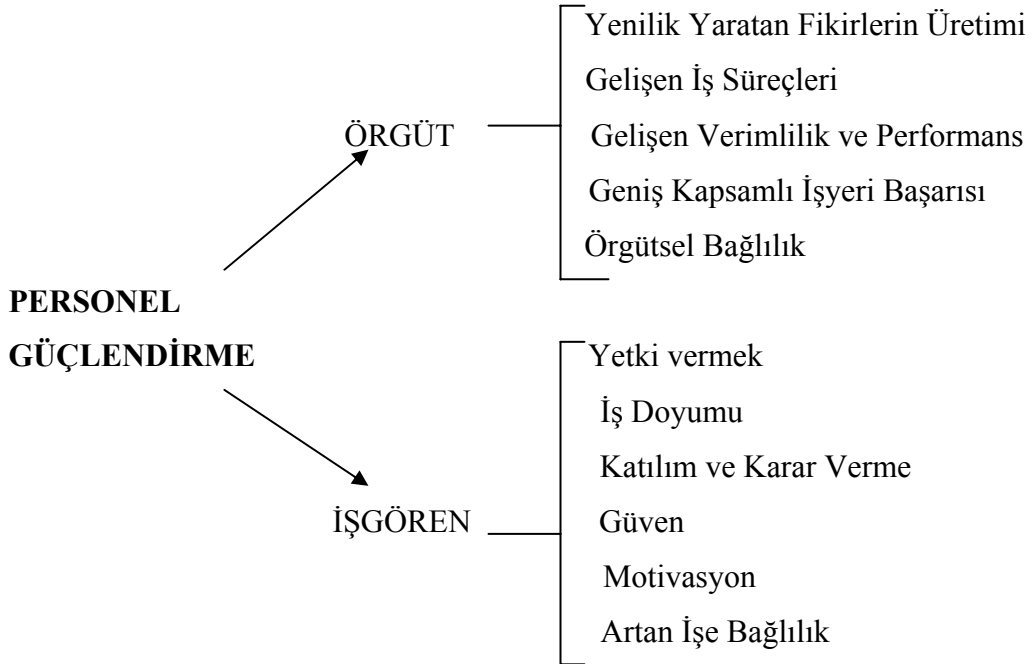 Yenilik Yaratan Fikirlerin Üretimi
Gelişen İş Süreçleri
ÖRGÜT
Gelişen Verimlilik ve Performans
Geniş Kapsamlı İşyeri Başarısı
Örgütsel Bağlılık
PERSONEL
GÜÇLENDİRME
Yetki vermek
İş Doyumu
Katılım ve Karar Verme
İŞGÖREN
Güven
Motivasyon
Artan İşe Bağlılık